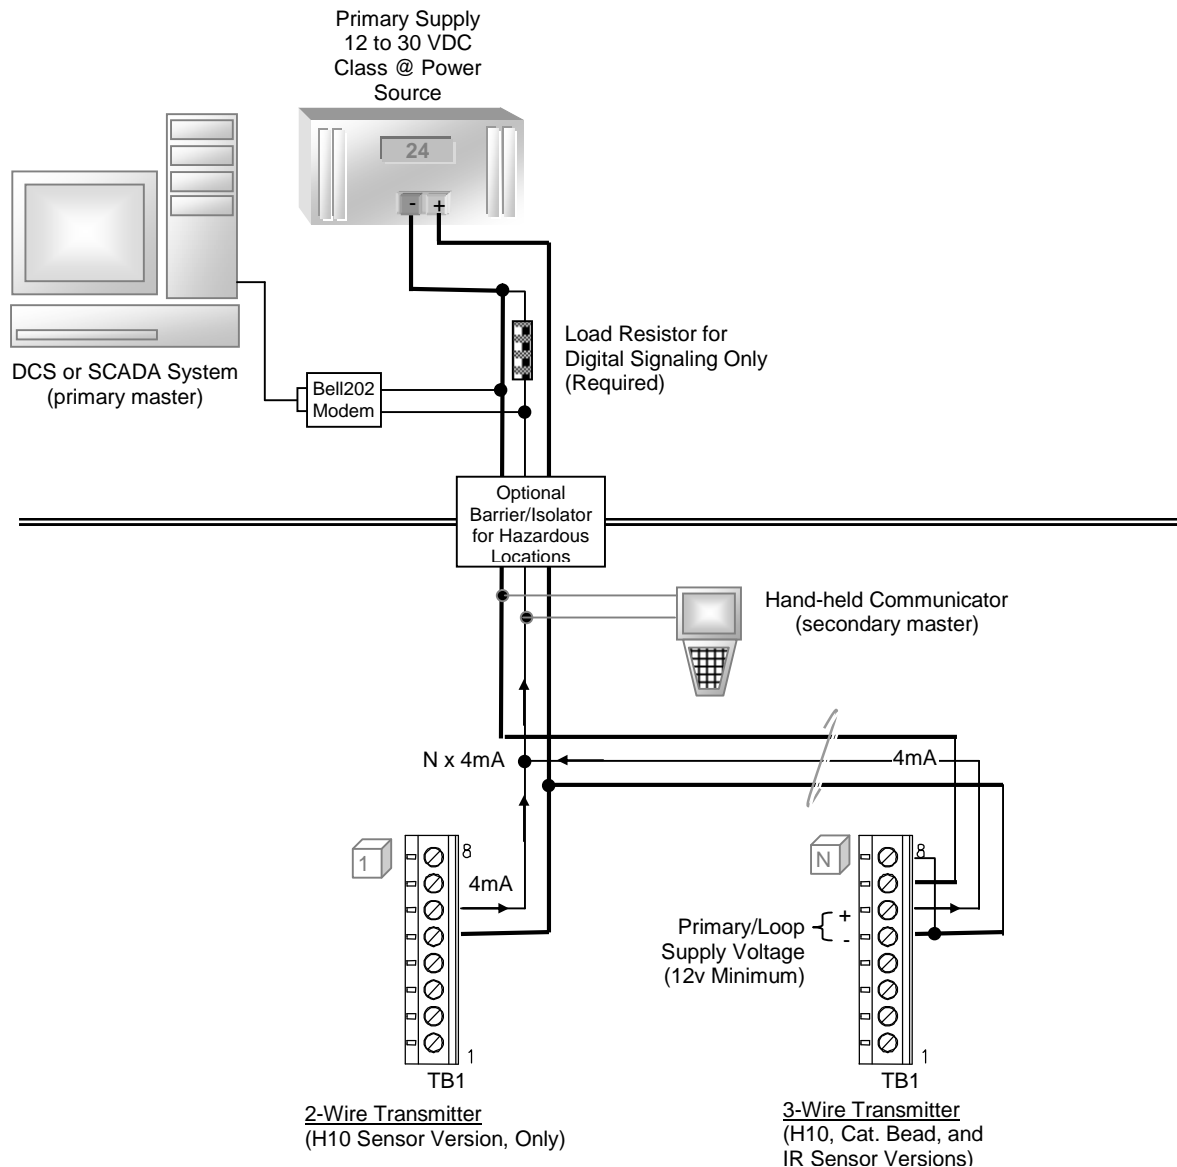 Primary Supply
12 to 30 VDC
Class @ Power
Source
24
- +
DCS or SCADA System
(primary master)
Bell202
Modem
Load Resistor for
Digital Signaling Only
(Required)
Optional
Barrier/Isolator
for Hazardous
Locations
Hand-held Communicator
(secondary master)
N x 4mA
4mA
1
8
4mA
1
TB1
2-Wire Transmitter
(H10 Sensor Version, Only)
N
8
Primary/Loop
Supply Voltage
(12v Minimum)
+
-
1
TB1
3-Wire Transmitter
(H10, Cat. Bead, and
IR Sensor Versions)